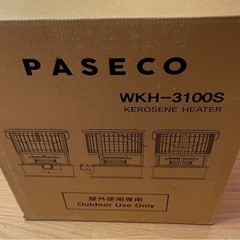 PASECO
WKH-3100S
KEROSENE HEATER
屋外使用専用
Outdoor Use Only